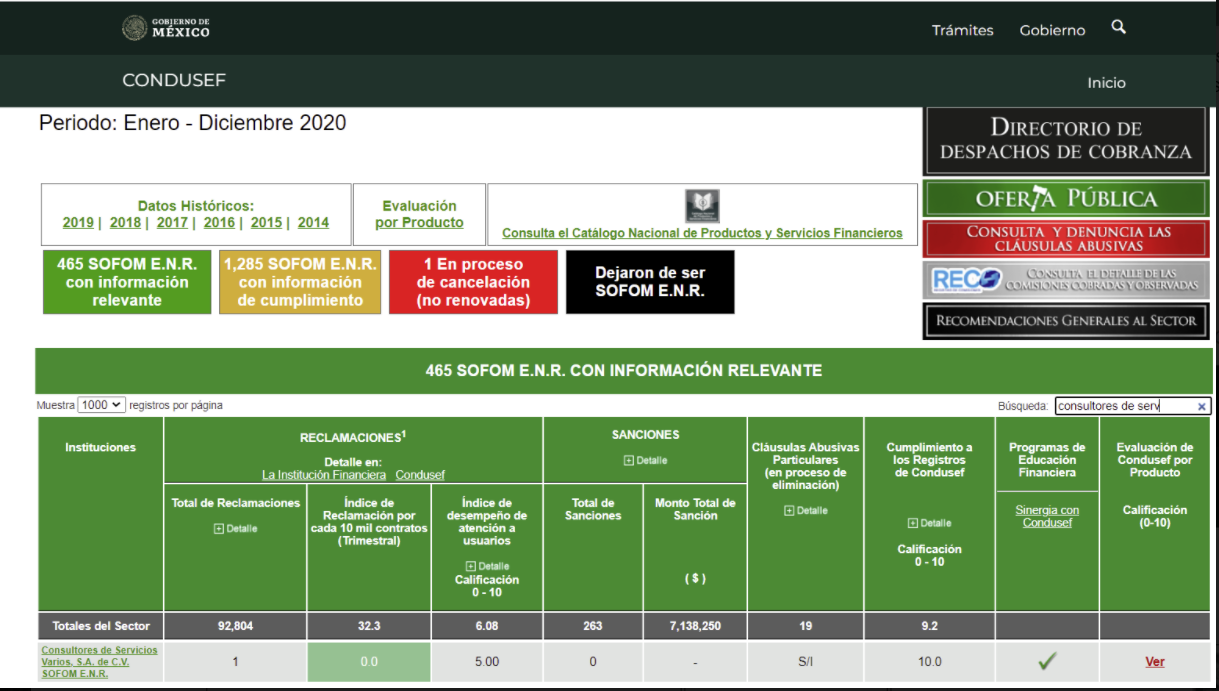 GOBIERNO DE
MÉXICO
Trámites Gobierno
CONDUSEF
Inicio
Periodo: Enero - Diciembre 2020
DIRECTORIO DE
DESPACHOS DE COBRANZA
Datos Históricos:
2019 | 2018 | 2017 | 2016 | 2015 | 2014
Evaluación
por Producto
Consulta el Catálogo Nacional de Productos y Servicios Financieros
OFERTA PÚBLICA
CONSULTA Y DENUNCIA LAS
CLÁUSULAS ABUSIVAS
465 SOFOM E.N.R.
con información
relevante
1,285 SOFOM E.N.R.
con información
de cumplimiento
1 En proceso
de cancelación
(no renovadas)
Dejaron de ser
SOFOM E.N.R.
RECO
CONSULTA EL DETALLE DE LAS
COMISIONES COBRADAS Y OBSERVADAS
RECOMENDACIONES GENERALES AL SECTOR
465 SOFOM E.N.R. CON INFORMACIÓN RELEVANTE
Muestra 1000 registros por página
Búsqueda: consultores de serv x
Instituciones
RECLAMACIONES1
Detalle en:
La Institución Financiera Condusef
SANCIONES
+ Detalle
Cláusulas Abusivas
Particulares
(en proceso de
eliminación)
+ Detalle
Cumplimiento a
los Registros
de Condusef
+ Detalle
Calificación
0 - 10
Programas de
Educación
Financiera
Sinergia con
Condusef
Evaluación de
Condusef por
Producto
Calificación
(0-10)
Total de Reclamaciones
+ Detalle
Índice de
Reclamación por
cada 10 mil contratos
(Trimestral)
Índice de
desempeño de
atención a
usuarios
+ Detalle
Calificación
0 - 10
Total de
Sanciones
Monto Total de
Sanción
( $ )
Totales del Sector 92,804 32.3 6.08 263 7,138,250 19 9.2
Consultores de Servicios
Varios, S.A. de C.V.
SOFOM E.N.R.
1 0.0 5.00 0 - S/I 10.0 Ver